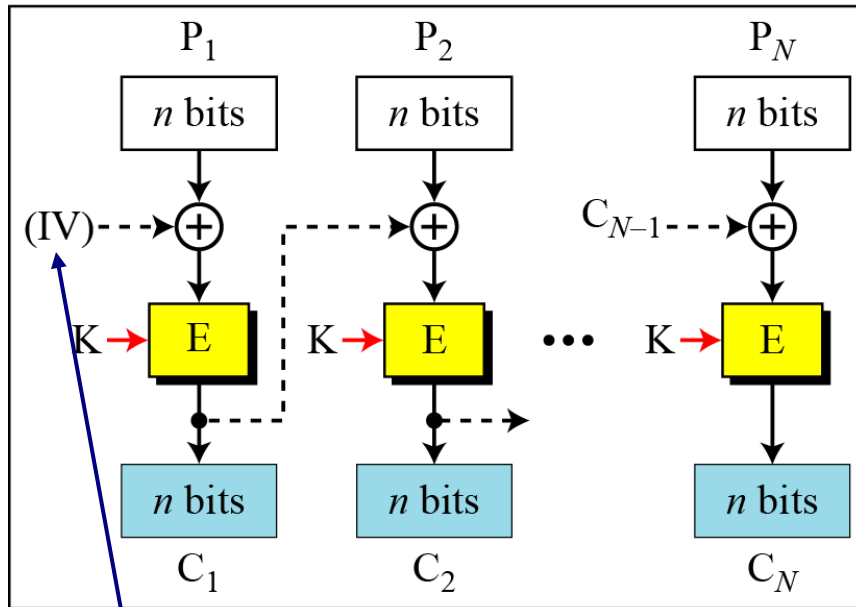 P1 P2 PN
n bits n bits n bits
(IV) CN–1
K E K E ••• K E
n bits n bits n bits
C1 C2 CN